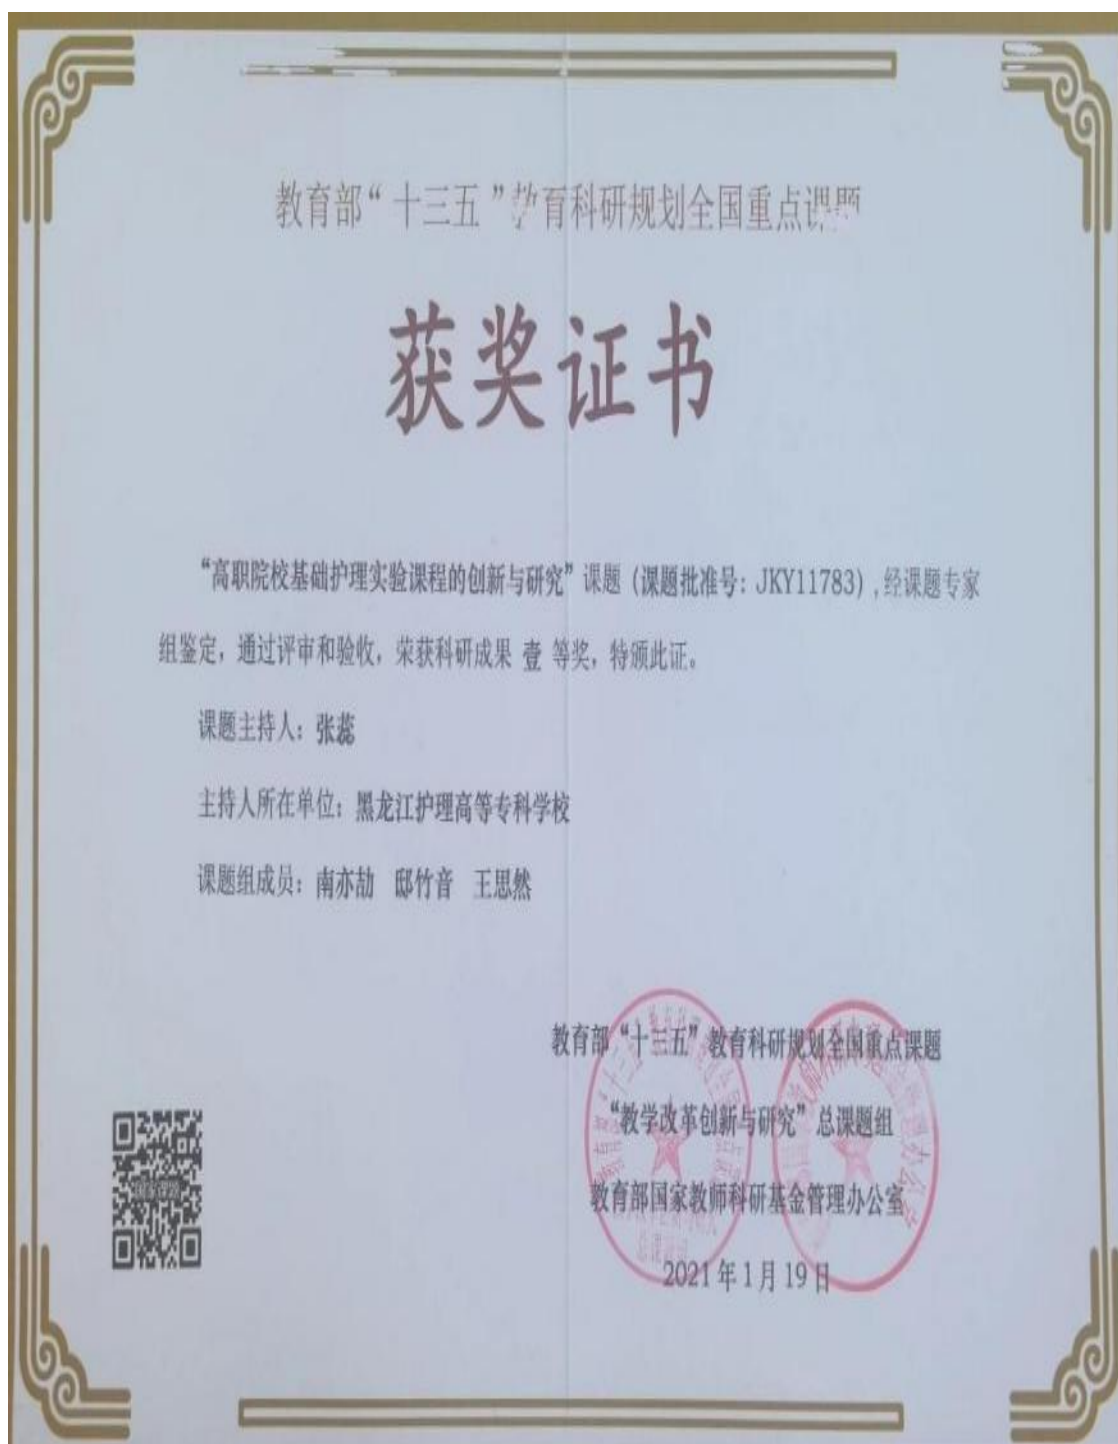 教育部“十三五”教育科研规划全国重点课题
获奖证书
“高职院校基础护理实验课程的创新与研究”课题（课题批准号：JKY11783）,经课题专家
组鉴定，通过评审和验收，荣获科研成果 壹 等奖，特颁此证。
课题主持人：张蕊
主持人所在单位：黑龙江护理高等专科学校
课题组成员：南亦劼 邸竹音 王思然
教育部“十三五”教育科研规划全国重点课题
“教学改革创新与研究”总课题组
教育部国家教师科研基金管理办公室
2021年1月19日